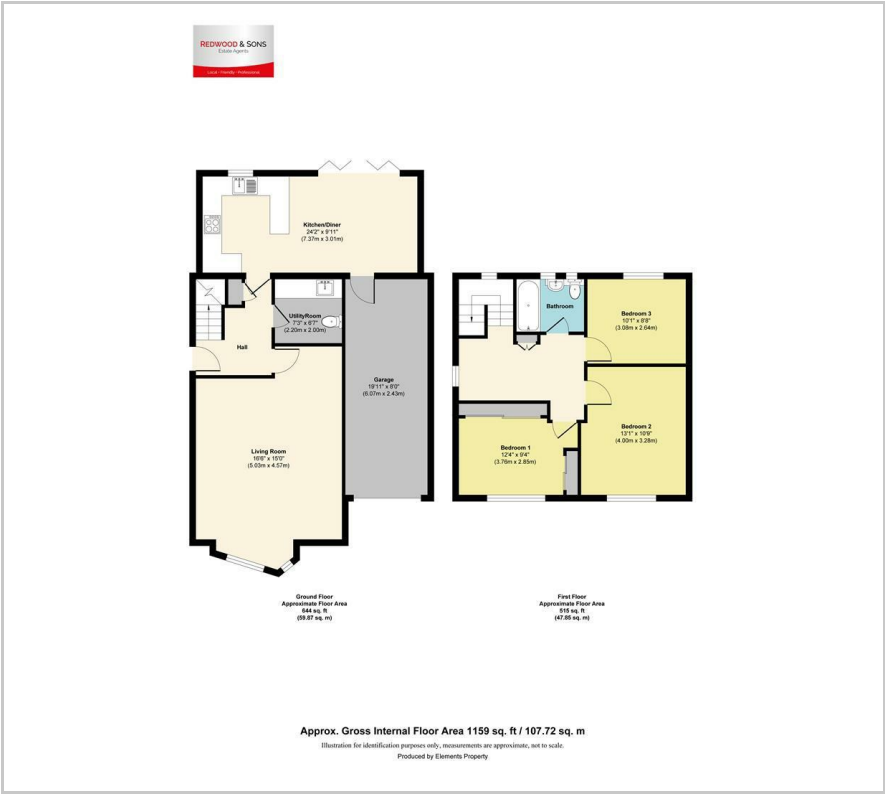 REDWOOD & SONS
Estate Agents
Local · Friendly · Professional
Kitchen/Diner
24'2" x 9'11"
(7.37m x 3.01m)
UtilityRoom
7'3" x 6'7"
(2.20m x 2.00m)
Hall
Garage
19'11" x 8'0"
(6.07m x 2.43m)
Living Room
16'6" x 15'0"
(5.03m x 4.57m)
Bathroom
Bedroom 3
10'1" x 8'8"
(3.08m x 2.64m)
Bedroom 2
13'1" x 10'9"
(4.00m x 3.28m)
Bedroom 1
12'4" x 9'4"
(3.76m x 2.85m)
Ground Floor
Approximate Floor Area
644 sq. ft
(59.87 sq. m)
First Floor
Approximate Floor Area
515 sq. ft
(47.85 sq. m)
Approx. Gross Internal Floor Area 1159 sq. ft / 107.72 sq. m
Illustration for identification purposes only, measurements are approximate, not to scale.
Produced by Elements Property